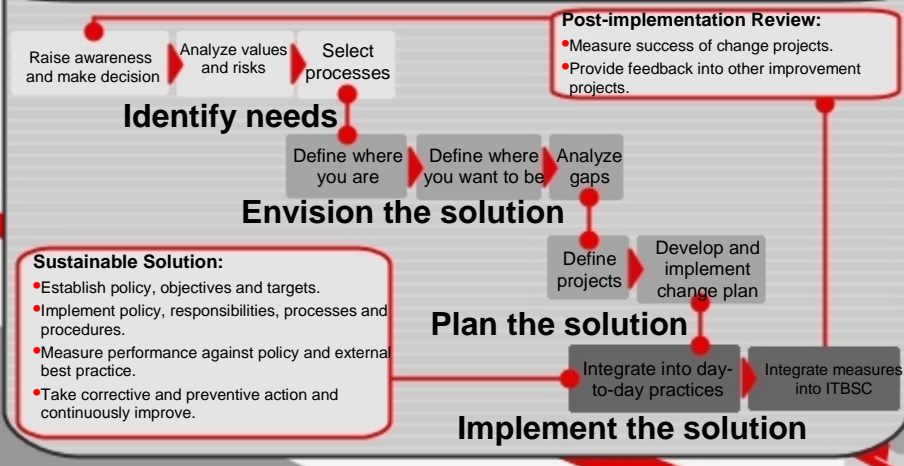 Post-implementation Review:
•Measure success of change projects.
•Provide feedback into other improvement
projects.
Raise awareness
and make decision
Analyze values
and risks
Select
processes
Identify needs
Define where
you are
Define where
you want to be
Analyze
gaps
Envision the solution
Define
projects
Develop and
implement
change plan
Plan the solution
Sustainable Solution:
•Establish policy, objectives and targets.
•Implement policy, responsibilities, processes and
procedures.
•Measure performance against policy and external
best practice.
•Take corrective and preventive action and
continuously improve.
Integrate into day-
to-day practices
Integrate measures
into ITBSC
Implement the solution